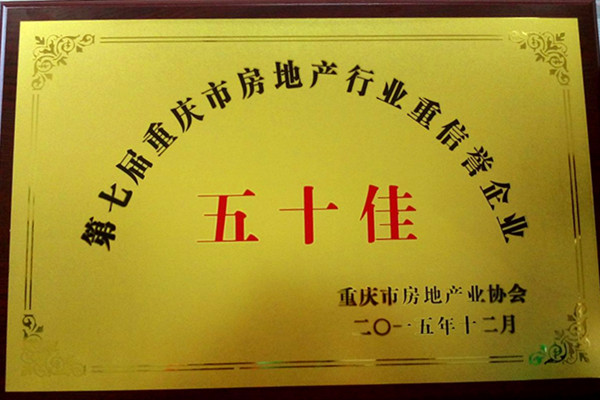 第七届重庆市房地产行业重信誉企业
五十佳
重庆市房地产业协会
二〇一五年十二月